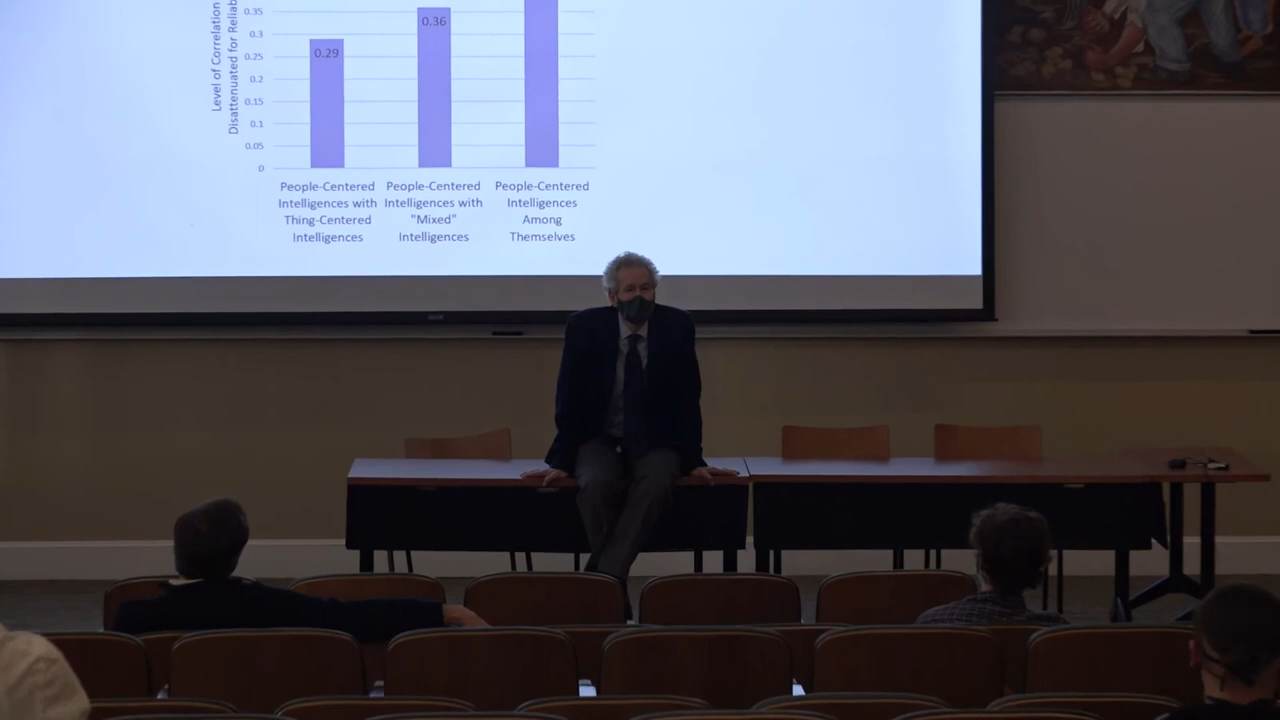 Level of Correlation
Disattenuated for Reliab
0.35
0.3
0.25
0.2
0.15
0.1
0.05
0
0.29
0.36
People-Centered
Intelligences with
Thing-Centered
Intelligences
People-Centered
Intelligences with
"Mixed"
Intelligences
People-Centered
Intelligences
Among
Themselves